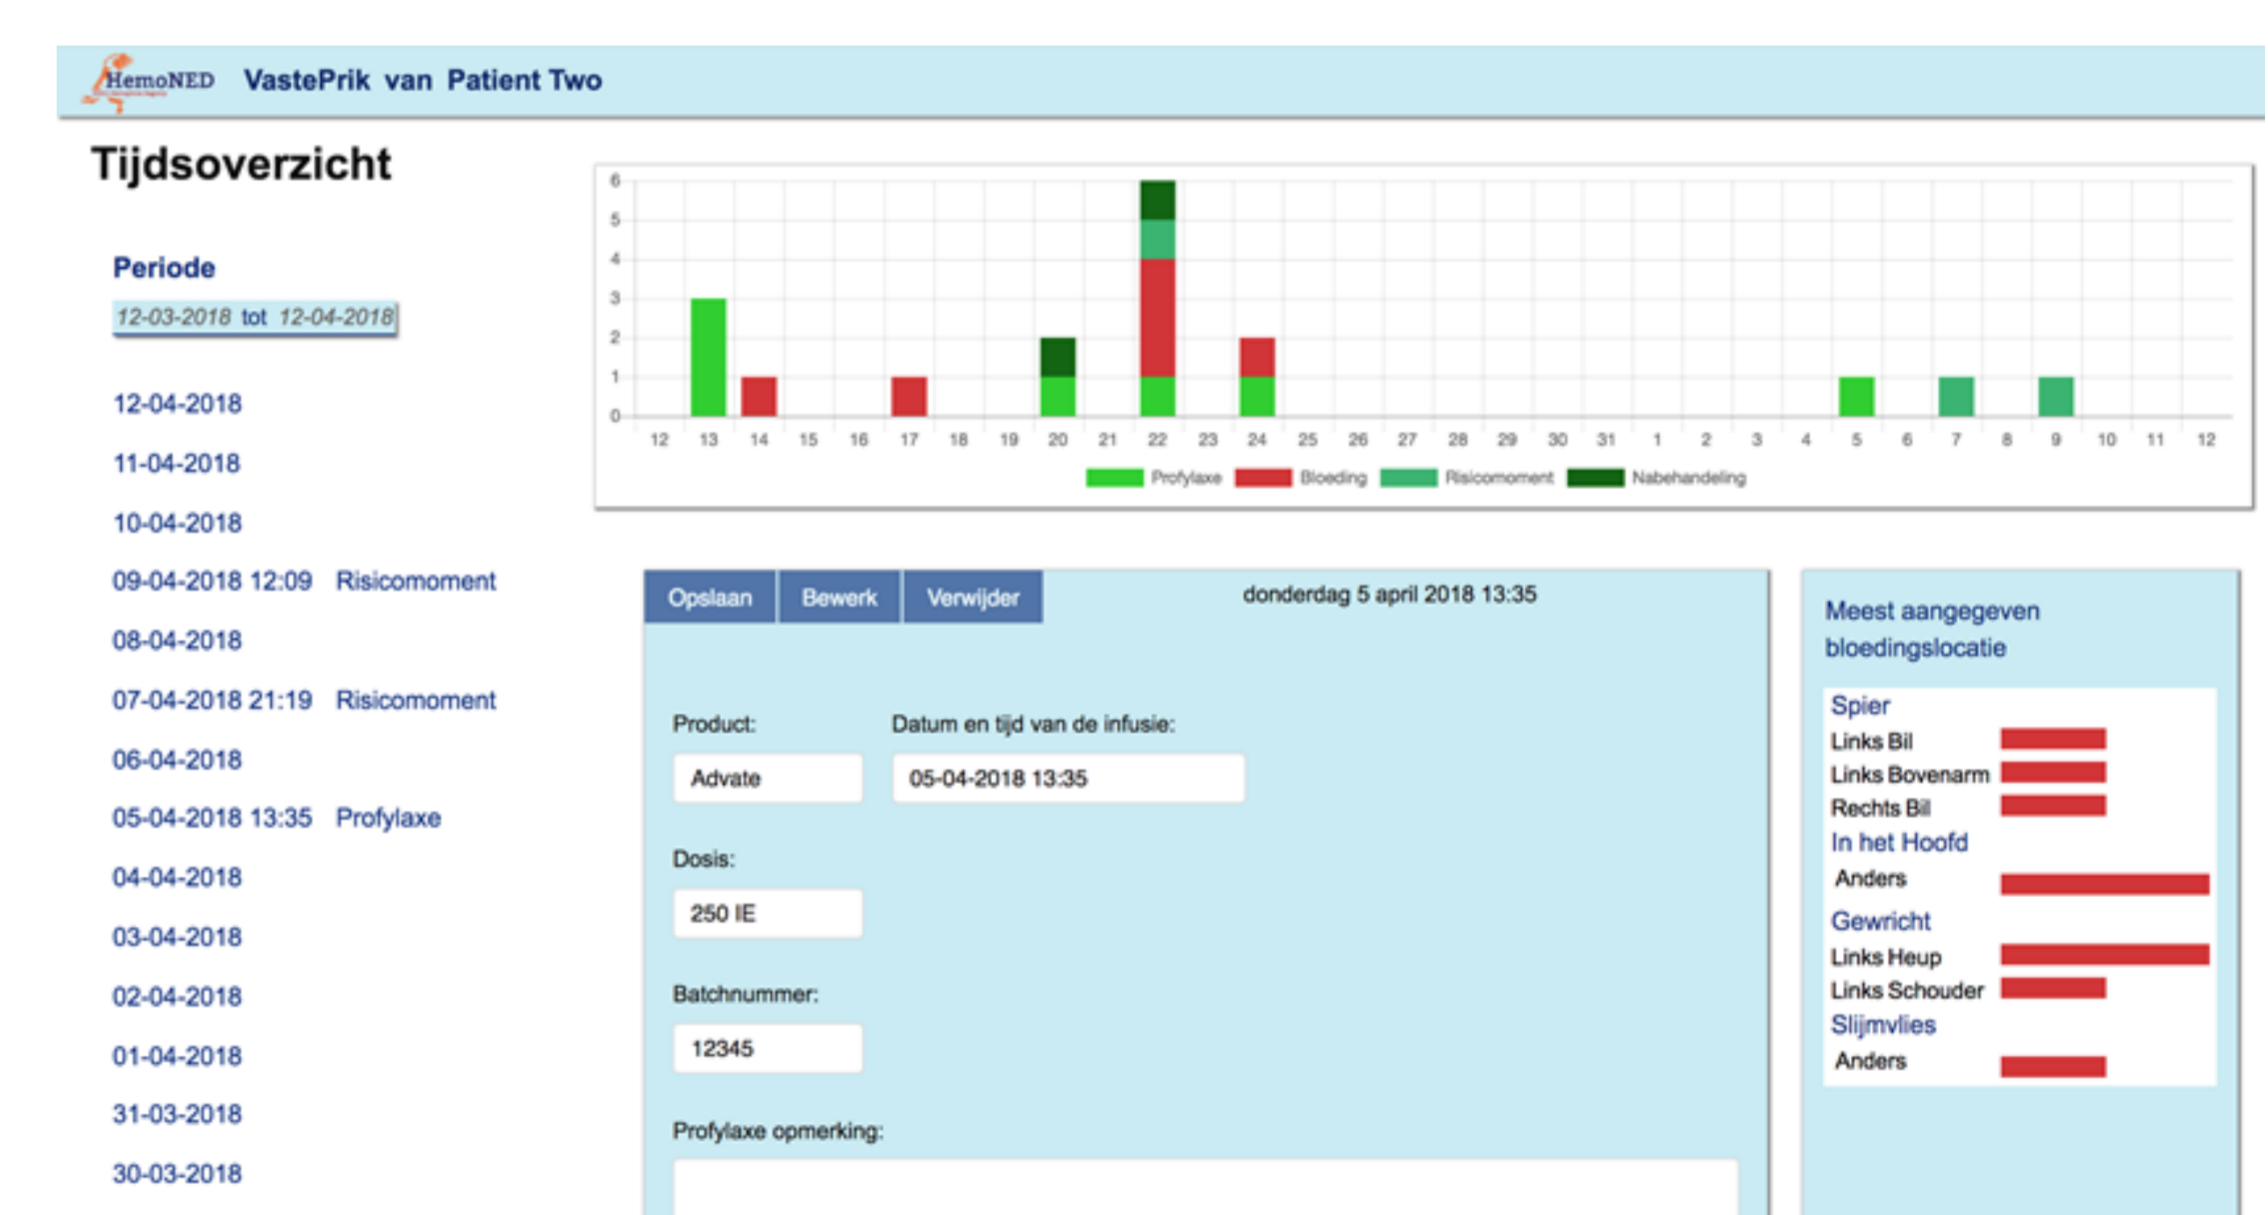 HemoNED VastePrik van Patient Two
Tijdsoverzicht
Periode
12-03-2018 tot 12-04-2018
12-04-2018
11-04-2018
10-04-2018
09-04-2018 12:09 Risicomoment
08-04-2018
07-04-2018 21:19 Risicomoment
06-04-2018
05-04-2018 13:35 Profylaxe
04-04-2018
03-04-2018
02-04-2018
01-04-2018
31-03-2018
30-03-2018
6
5
4
3
2
1
0
12 13 14 15 16 17 18 19 20 21 22 23 24 25 26 27 28 29 30 31 1 2 3 4 5 6 7 8 9 10 11 12
Profylaxe Bloeding Risicomoment Nabehandeling
Opslaan Bewerk Verwijder donderdag 5 april 2018 13:35
Product: Datum en tijd van de infusie:
Advate 05-04-2018 13:35
Dosis:
250 IE
Batchnummer:
12345
Profylaxe opmerking:
Meest aangegeven
bloedingslocatie
Spier
Links Bil
Links Bovenarm
Rechts Bil
In het Hoofd
Anders
Gewricht
Links Heup
Links Schouder
Slijmvlies
Anders